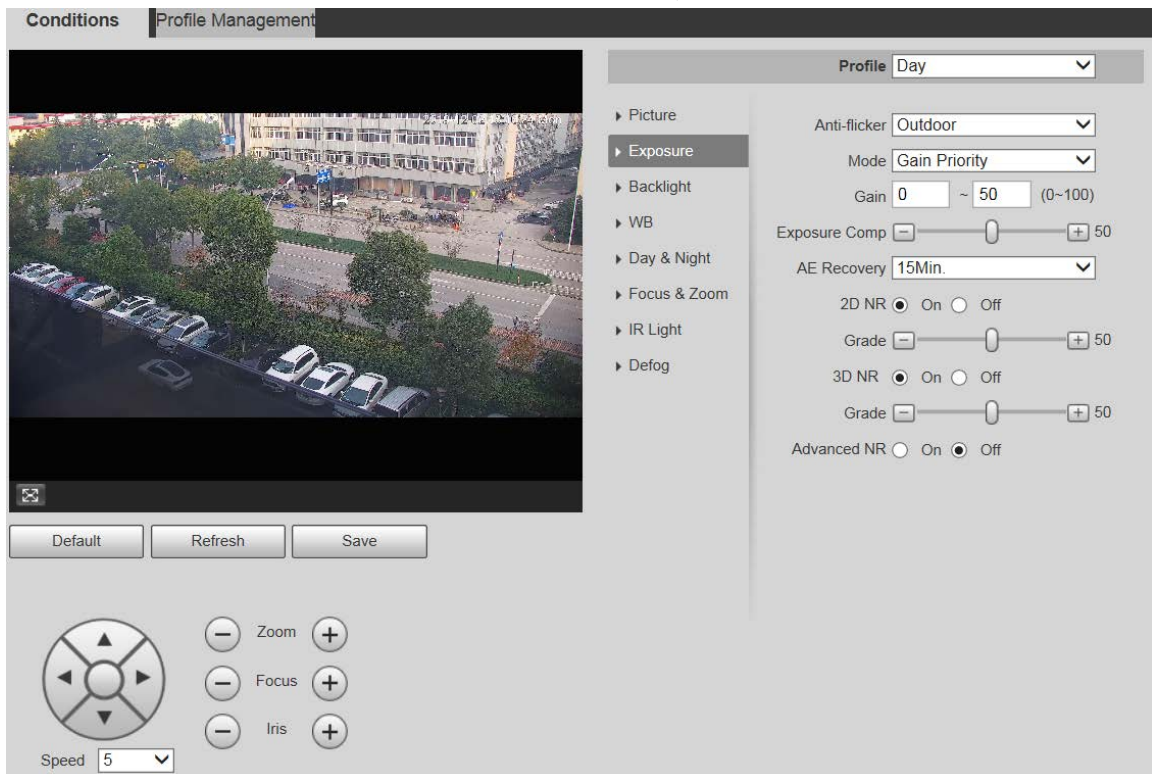 Conditions
Profile Management
Profile Day
Picture
Exposure
Backlight
WB
Day & Night
Focus & Zoom
IR Light
Defog
Anti-flicker Outdoor
Mode Gain Priority
Gain 0 ~ 50 (0~100)
Exposure Comp 50
AE Recovery 15Min.
2D NR On Off
Grade 50
3D NR On Off
Grade 50
Advanced NR On Off
Default Refresh Save
Zoom
Focus
Iris
Speed 5